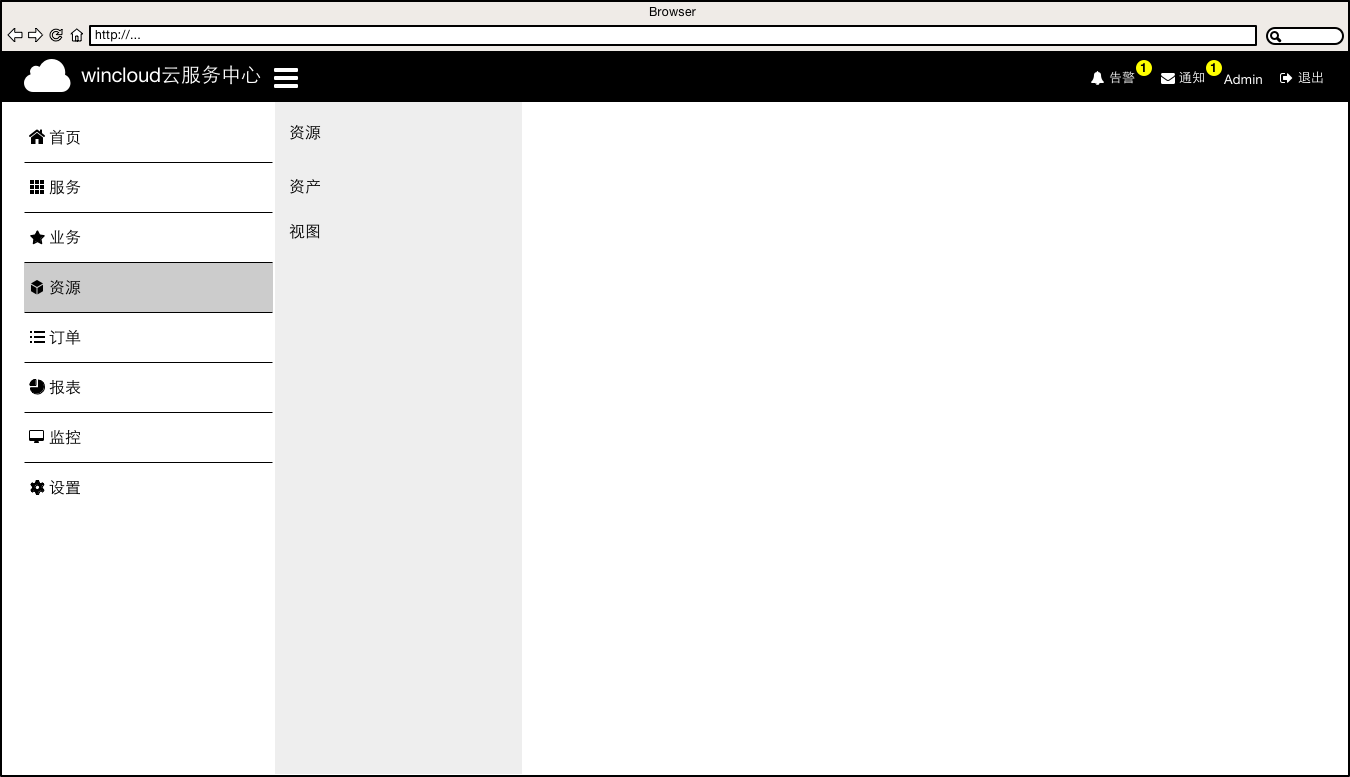 Browser
http://...
wincloud云服务中心
告警 1 通知 1 Admin 退出
首页
服务
业务
资源
订单
报表
监控
设置
资源
资产
视图